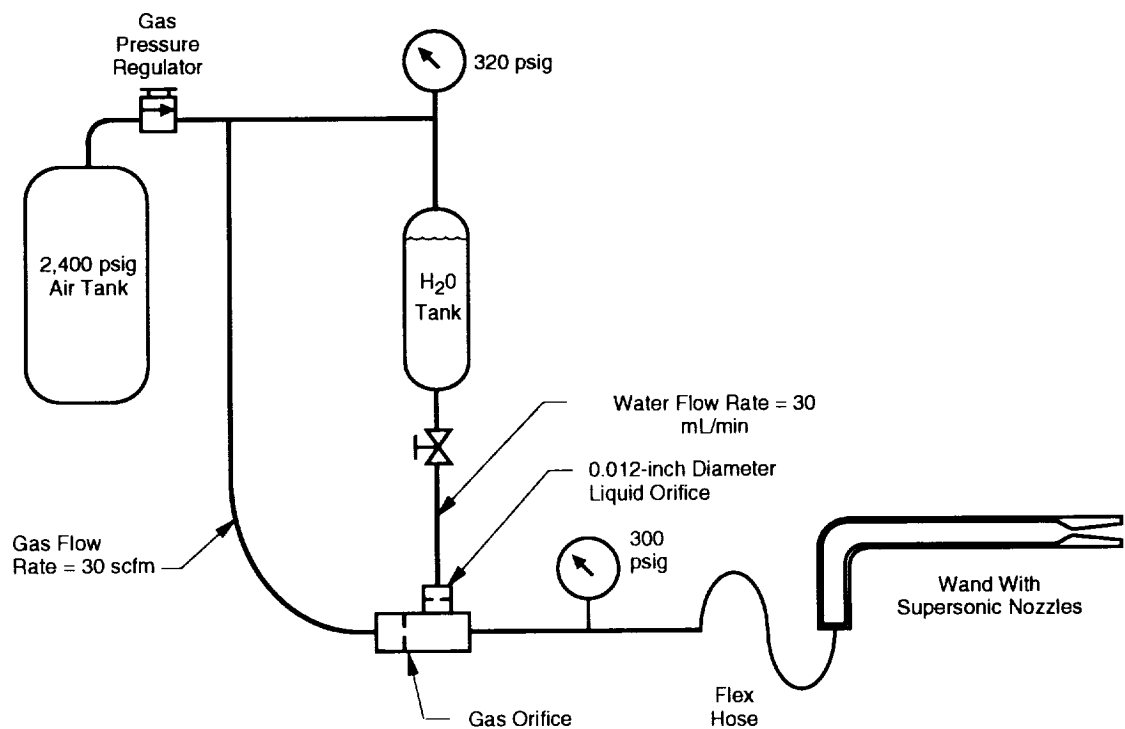 Gas
Pressure
Regulator
320 psig
2,400 psig
Air Tank
H20
Tank
Water Flow Rate = 30
mL/min
0.012-inch Diameter
Liquid Orifice
Gas Flow
Rate = 30 scfm
300
psig
Wand With
Supersonic Nozzles
Gas Orifice
Flex
Hose